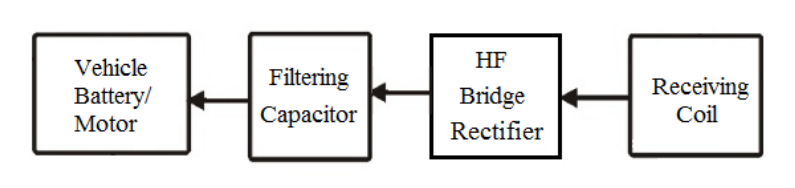 Vehicle
Battery/
Motor
Filtering
Capacitor
HF
Bridge
Rectifier
Receiving
Coil